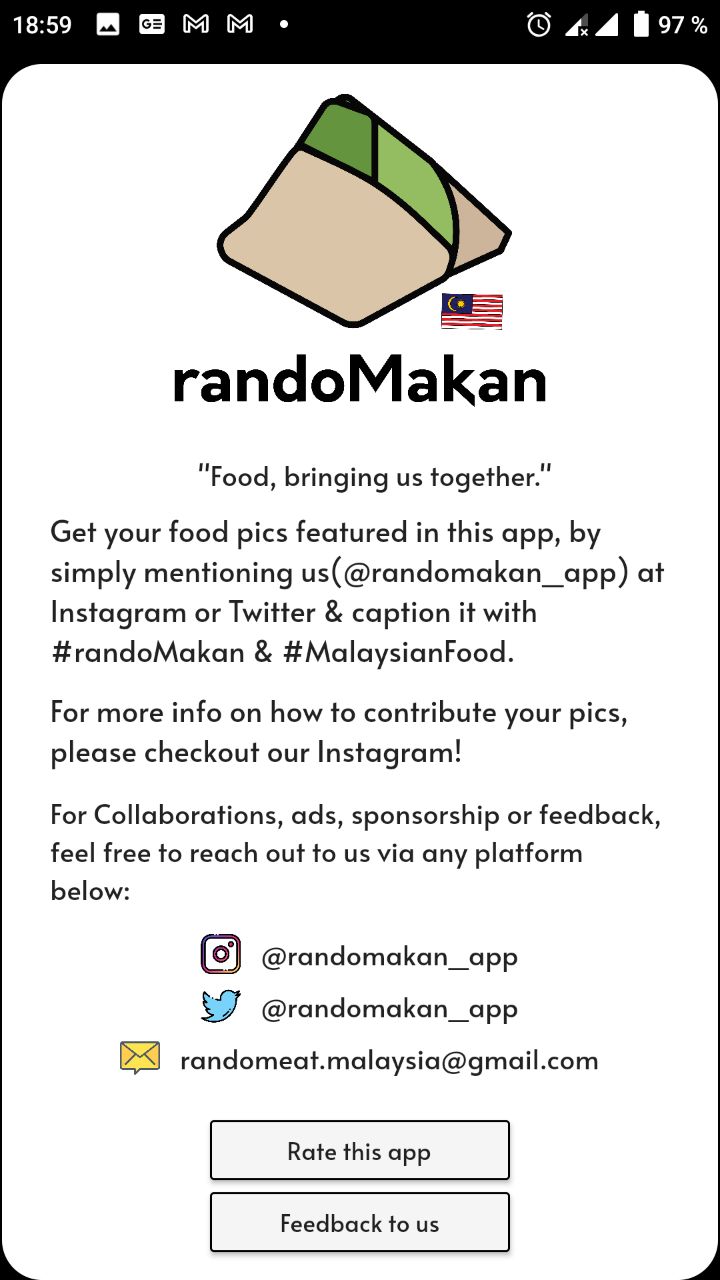 18:59
97 %
randoMakan
"Food, bringing us together."
Get your food pics featured in this app, by
simply mentioning us(@randomakan_app) at
Instagram or Twitter & caption it with
#randoMakan & #MalaysianFood.
For more info on how to contribute your pics,
please checkout our Instagram!
For Collaborations, ads, sponsorship or feedback,
feel free to reach out to us via any platform
below:
@randomakan_app
@randomakan_app
randomeat.malaysia@gmail.com
Rate this app
Feedback to us